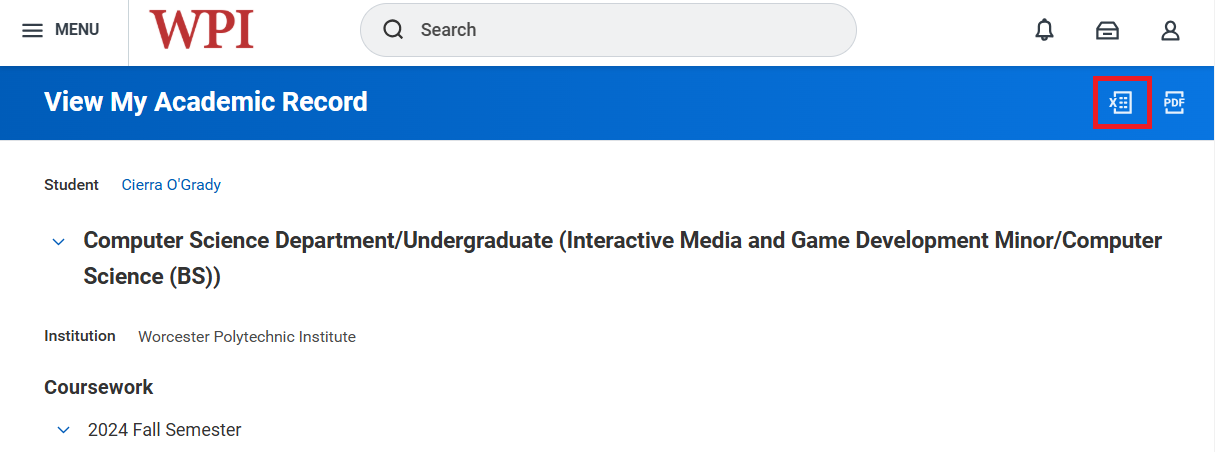 MENU
WPI
Search
View My Academic Record
X
PDF
Student Cierra O'Grady
Computer Science Department/Undergraduate (Interactive Media and Game Development Minor/Computer
Science (BS))
Institution Worcester Polytechnic Institute
Coursework
2024 Fall Semester